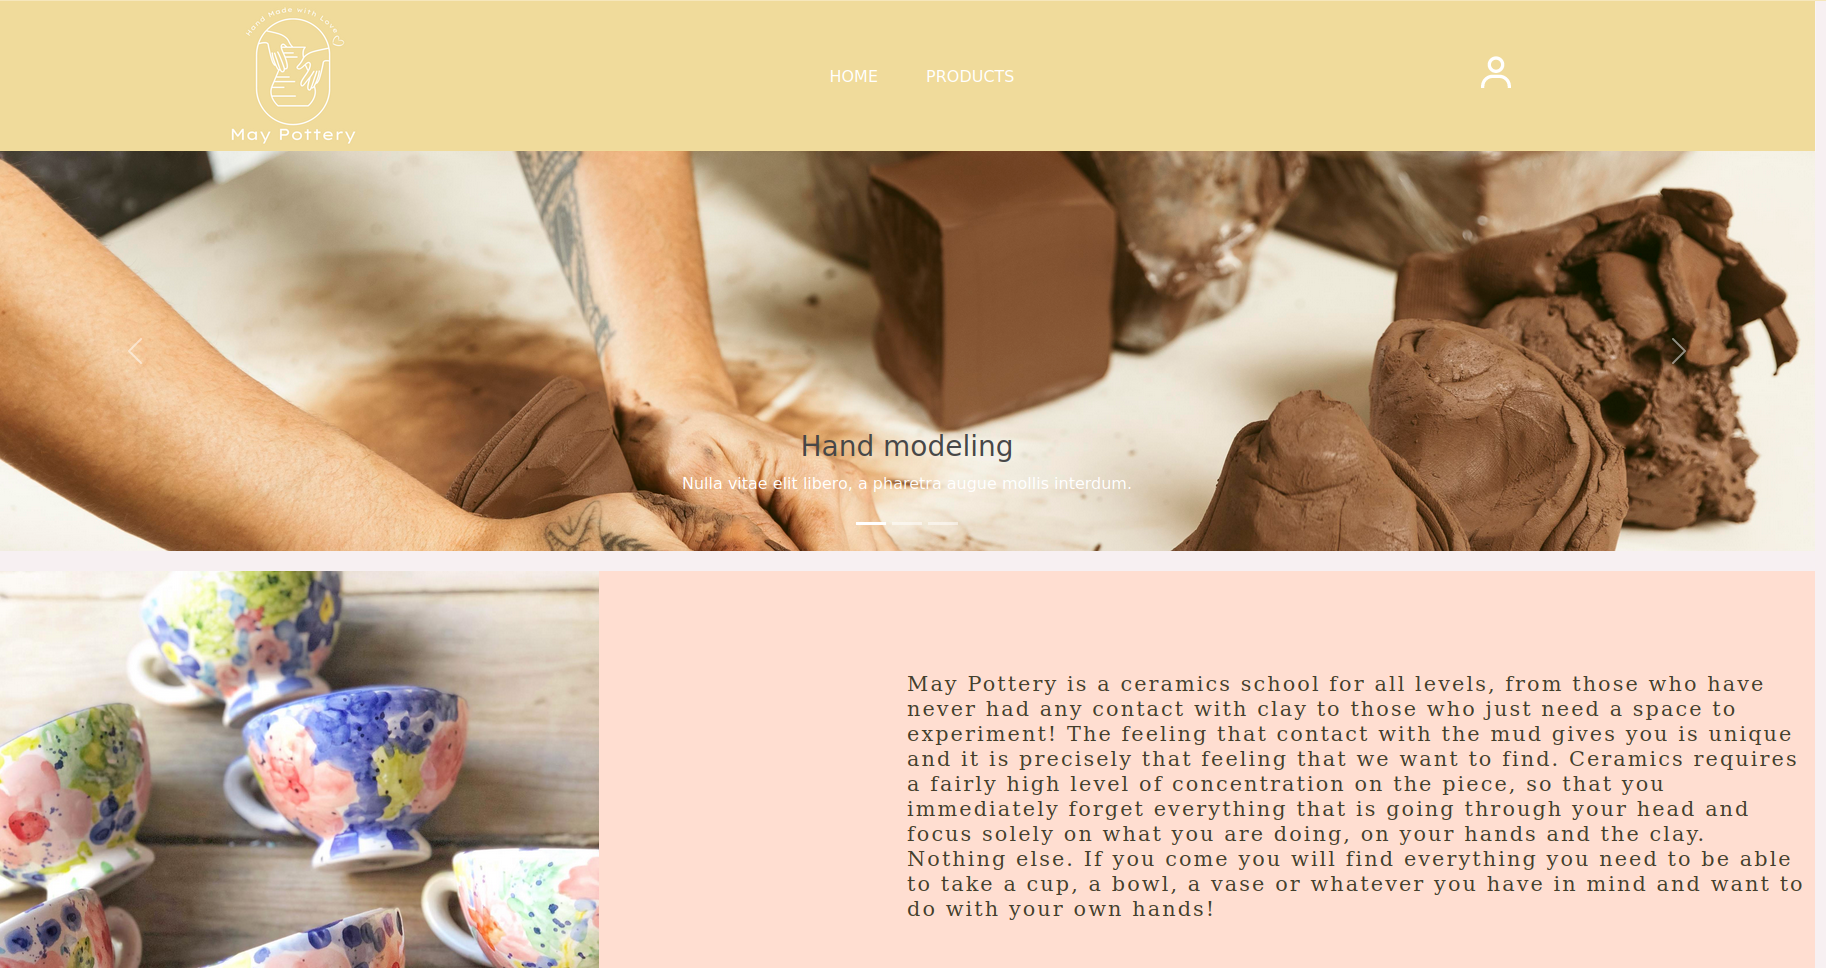 Hand Made with Love
May Pottery
HOME
PRODUCTS
Hand modeling
Nulla vitae elit libero, a pharetra augue mollis interdum.
May Pottery is a ceramics school for all levels, from those who have
never had any contact with clay to those who just need a space to
experiment! The feeling that contact with the mud gives you is unique
and it is precisely that feeling that we want to find. Ceramics requires
a fairly high level of concentration on the piece, so that you
immediately forget everything that is going through your head and
focus solely on what you are doing, on your hands and the clay.
Nothing else. If you come you will find everything you need to be able
to take a cup, a bowl, a vase or whatever you have in mind and want to
do with your own hands!